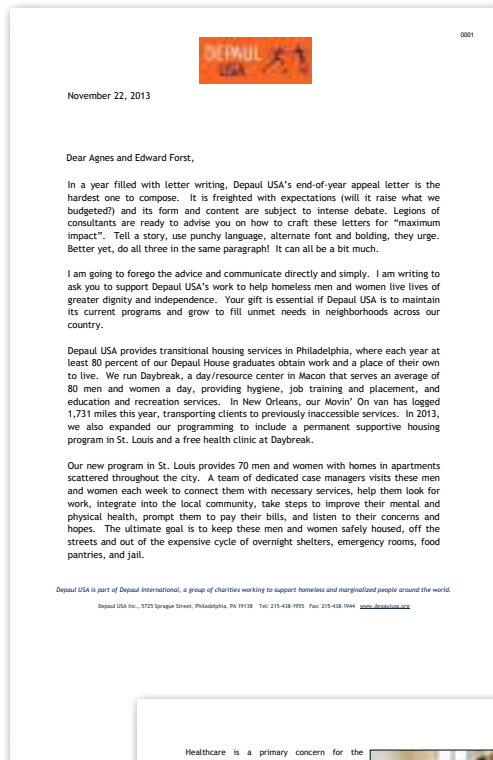 0001
DEPAUL
USA
November 22, 2013
Dear Agnes and Edward Forst,
In a year filled with letter writing, Depaul USA’s end-of-year appeal letter is the
hardest one to compose.  It is freighted with expectations (will it raise what we
budgeted?) and its form and content are subject to intense debate.  Legions of
consultants are ready to advise you on how to craft these letters for “maximum
impact”.  Tell a story, use punchy language, alternate font and bolding, they urge.
Better yet, do all three in the same paragraph!  It can all be a bit much.
I am going to forego the advice and communicate directly and simply.  I am writing to
ask you to support Depaul USA’s work to help homeless men and women live lives of
greater dignity and independence.  Your gift is essential if Depaul USA is to maintain
its current programs and grow to fill unmet needs in neighborhoods across our
country.
Depaul USA provides transitional housing services in Philadelphia, where each year at
least 80 percent of our Depaul House graduates obtain work and a place of their own
to live.  We run Daybreak, a day/resource center in Macon that serves an average of
80 men and women a day, providing hygiene, job training and placement, and
education and recreation services.  In New Orleans, our Movin’ On van has logged
1,731 miles this year, transporting clients to previously inaccessible services.  In 2013,
we also expanded our programming to include a permanent supportive housing
program in St. Louis and a free health clinic at Daybreak.
Our new program in St. Louis provides 70 men and women with homes in apartments
scattered throughout the city.  A team of dedicated case managers visits these men
and women each week to connect them with necessary services, help them look for
work, integrate into the local community, take steps to improve their mental and
physical health, prompt them to pay their bills, and listen to their concerns and
hopes.  The ultimate goal is to keep these men and women safely housed, off the
streets and out of the expensive cycle of overnight shelters, emergency rooms, food
pantries, and jail.
Depaul USA is part of Depaul International, a group of charities working to support homeless and marginalized people around the world.
Depaul USA Inc., 5725 Sprague Street, Philadelphia, PA 19138   Tel: 215-438-1955  Fax: 215-438-1944  www.depaulusa.org
Healthcare is a primary concern for the